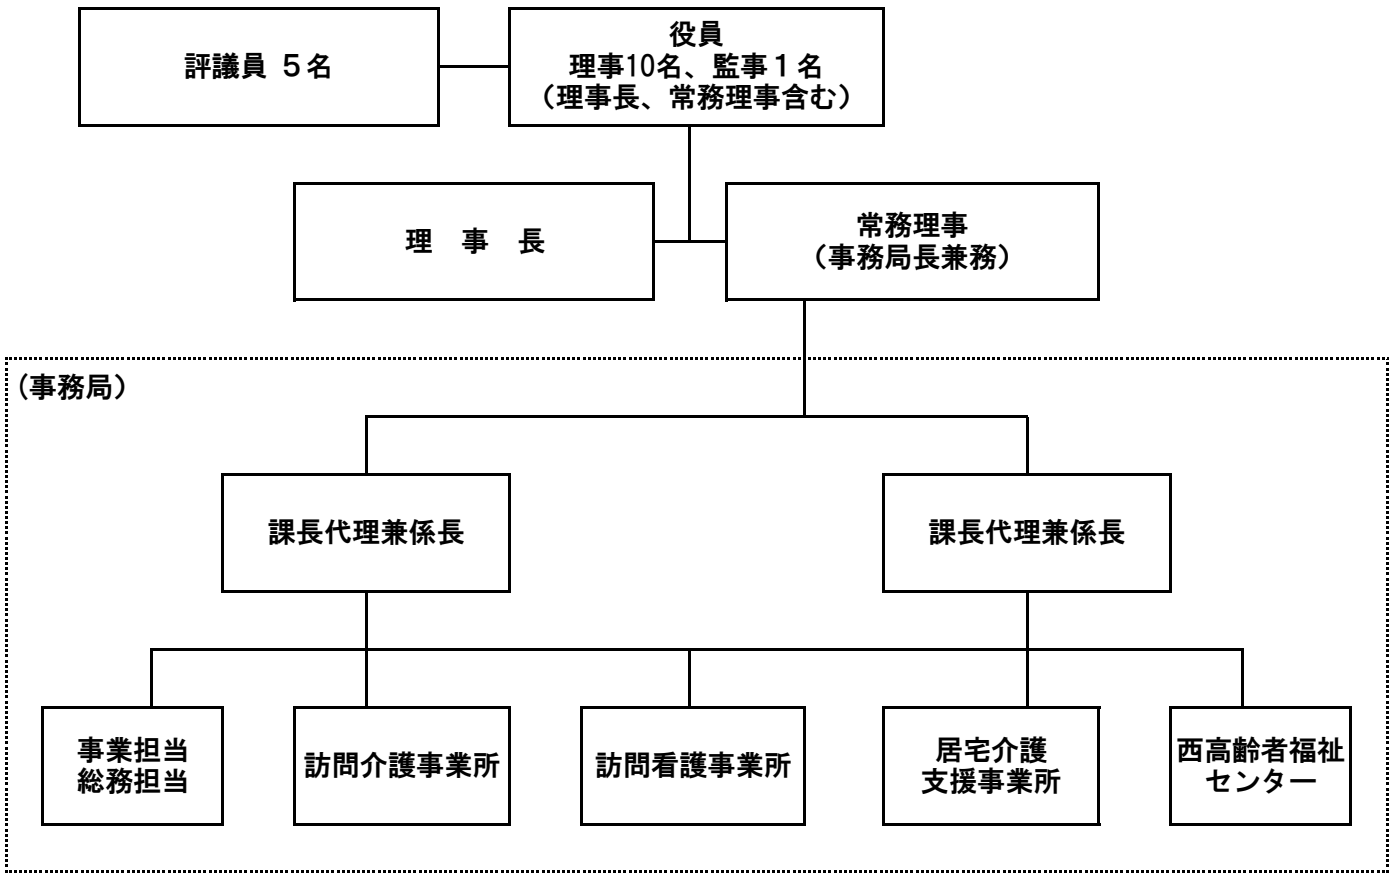 評議員 ５名
役員
理事10名、監事１名
（理事長、常務理事含む）
理　事　長
常務理事
（事務局長兼務）
(事務局）
課長代理兼係長
課長代理兼係長
事業担当
総務担当
訪問介護事業所
訪問看護事業所
居宅介護
支援事業所
西高齢者福祉
センター